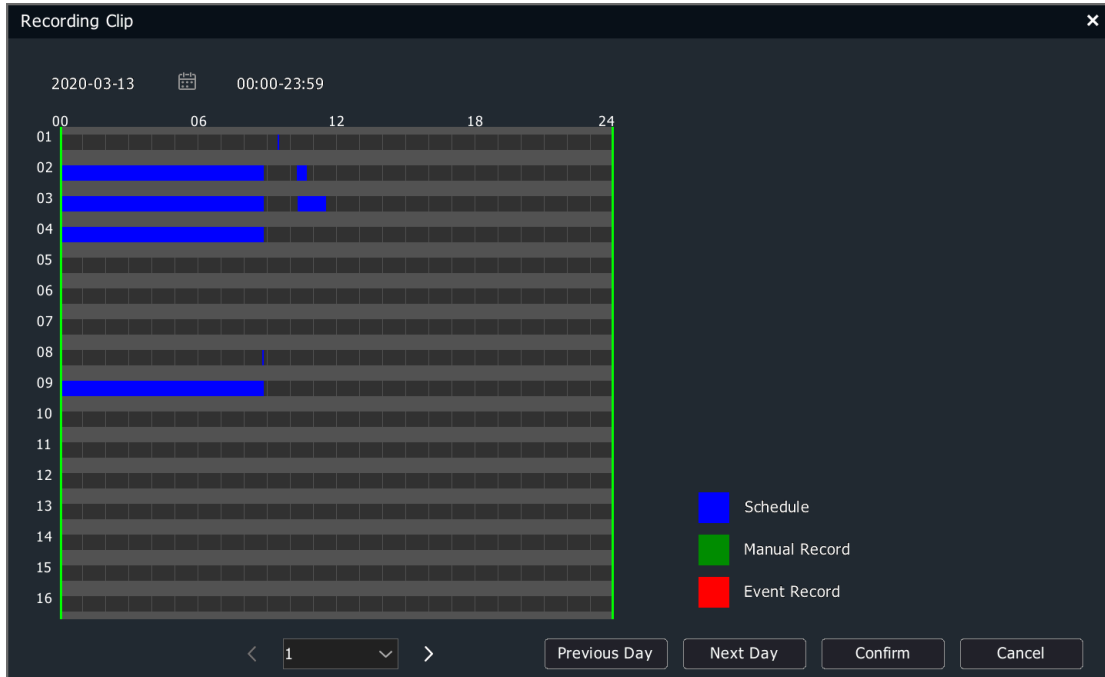 Recording Clip ×
2020-03-13 00:00-23:59
00 06 12 18 24
01
02
03
04
05
06
07
08
09
10
11
12
13
14
15
16
Schedule
Manual Record
Event Record
< 1 > Previous Day Next Day Confirm Cancel